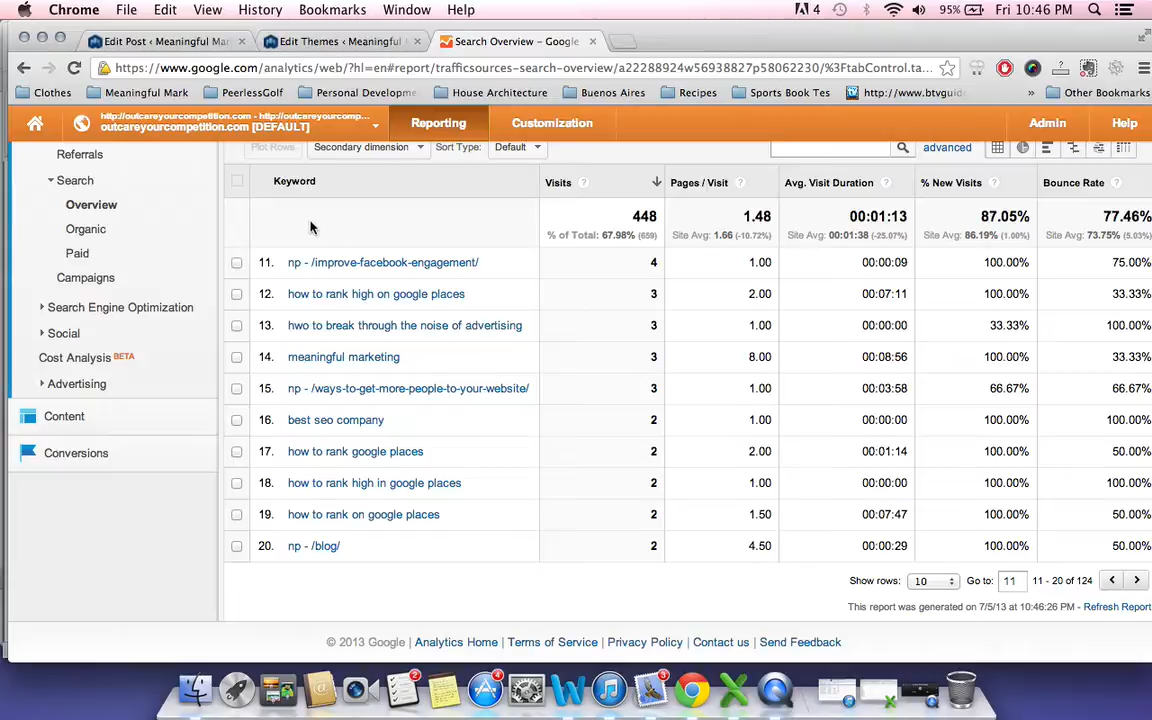 Chrome File Edit View History Bookmarks Window Help 4 95% Fri 10:46 PM
Edit Post ‹ Meaningful Mar × Edit Themes ‹ Meaningful × Search Overview – Google ×
https://www.google.com/analytics/web/?hl=en#report/trafficsources-search-overview/a22288924w56938827p58062230/%3FtabControl.ta...
Clothes Meaningful Mark PeerlessGolf Personal Developme House Architecture Buenos Aires Recipes Sports Book Tes http://www.btvguide » Other Bookmarks
http://outcareyourcompetition.com - http://outcareyourcomp...
outcareyourcompetition.com [DEFAULT] Reporting Customization Admin Help
Referrals
Search
Overview
Organic
Paid
Campaigns
Search Engine Optimization
Social
Cost Analysis BETA
Advertising
Content
Conversions
Plot Rows Secondary dimension Sort Type: Default advanced
Keyword Visits ? Pages / Visit ? Avg. Visit Duration ? % New Visits ? Bounce Rate ?
448 1.48 00:01:13 87.05% 77.46%
% of Total: 67.98% (659) Site Avg: 1.66 (-10.72%) Site Avg: 00:01:38 (-25.07%) Site Avg: 86.19% (1.00%) Site Avg: 73.75% (5.03%)
11. np - /improve-facebook-engagement/ 4 1.00 00:00:09 100.00% 75.00%
12. how to rank high on google places 3 2.00 00:07:11 100.00% 33.33%
13. hwo to break through the noise of advertising 3 1.00 00:00:00 33.33% 100.00%
14. meaningful marketing 3 8.00 00:08:56 100.00% 33.33%
15. np - /ways-to-get-more-people-to-your-website/ 3 1.00 00:03:58 66.67% 66.67%
16. best seo company 2 1.00 00:00:00 100.00% 100.00%
17. how to rank google places 2 2.00 00:01:14 100.00% 50.00%
18. how to rank high in google places 2 1.00 00:00:00 100.00% 100.00%
19. how to rank on google places 2 1.50 00:07:47 100.00% 50.00%
20. np - /blog/ 2 4.50 00:00:29 100.00% 50.00%
Show rows: 10 Go to: 11 11 - 20 of 124
This report was generated on 7/5/13 at 10:46:26 PM - Refresh Report
© 2013 Google | Analytics Home | Terms of Service | Privacy Policy | Contact us | Send Feedback
2 4 3